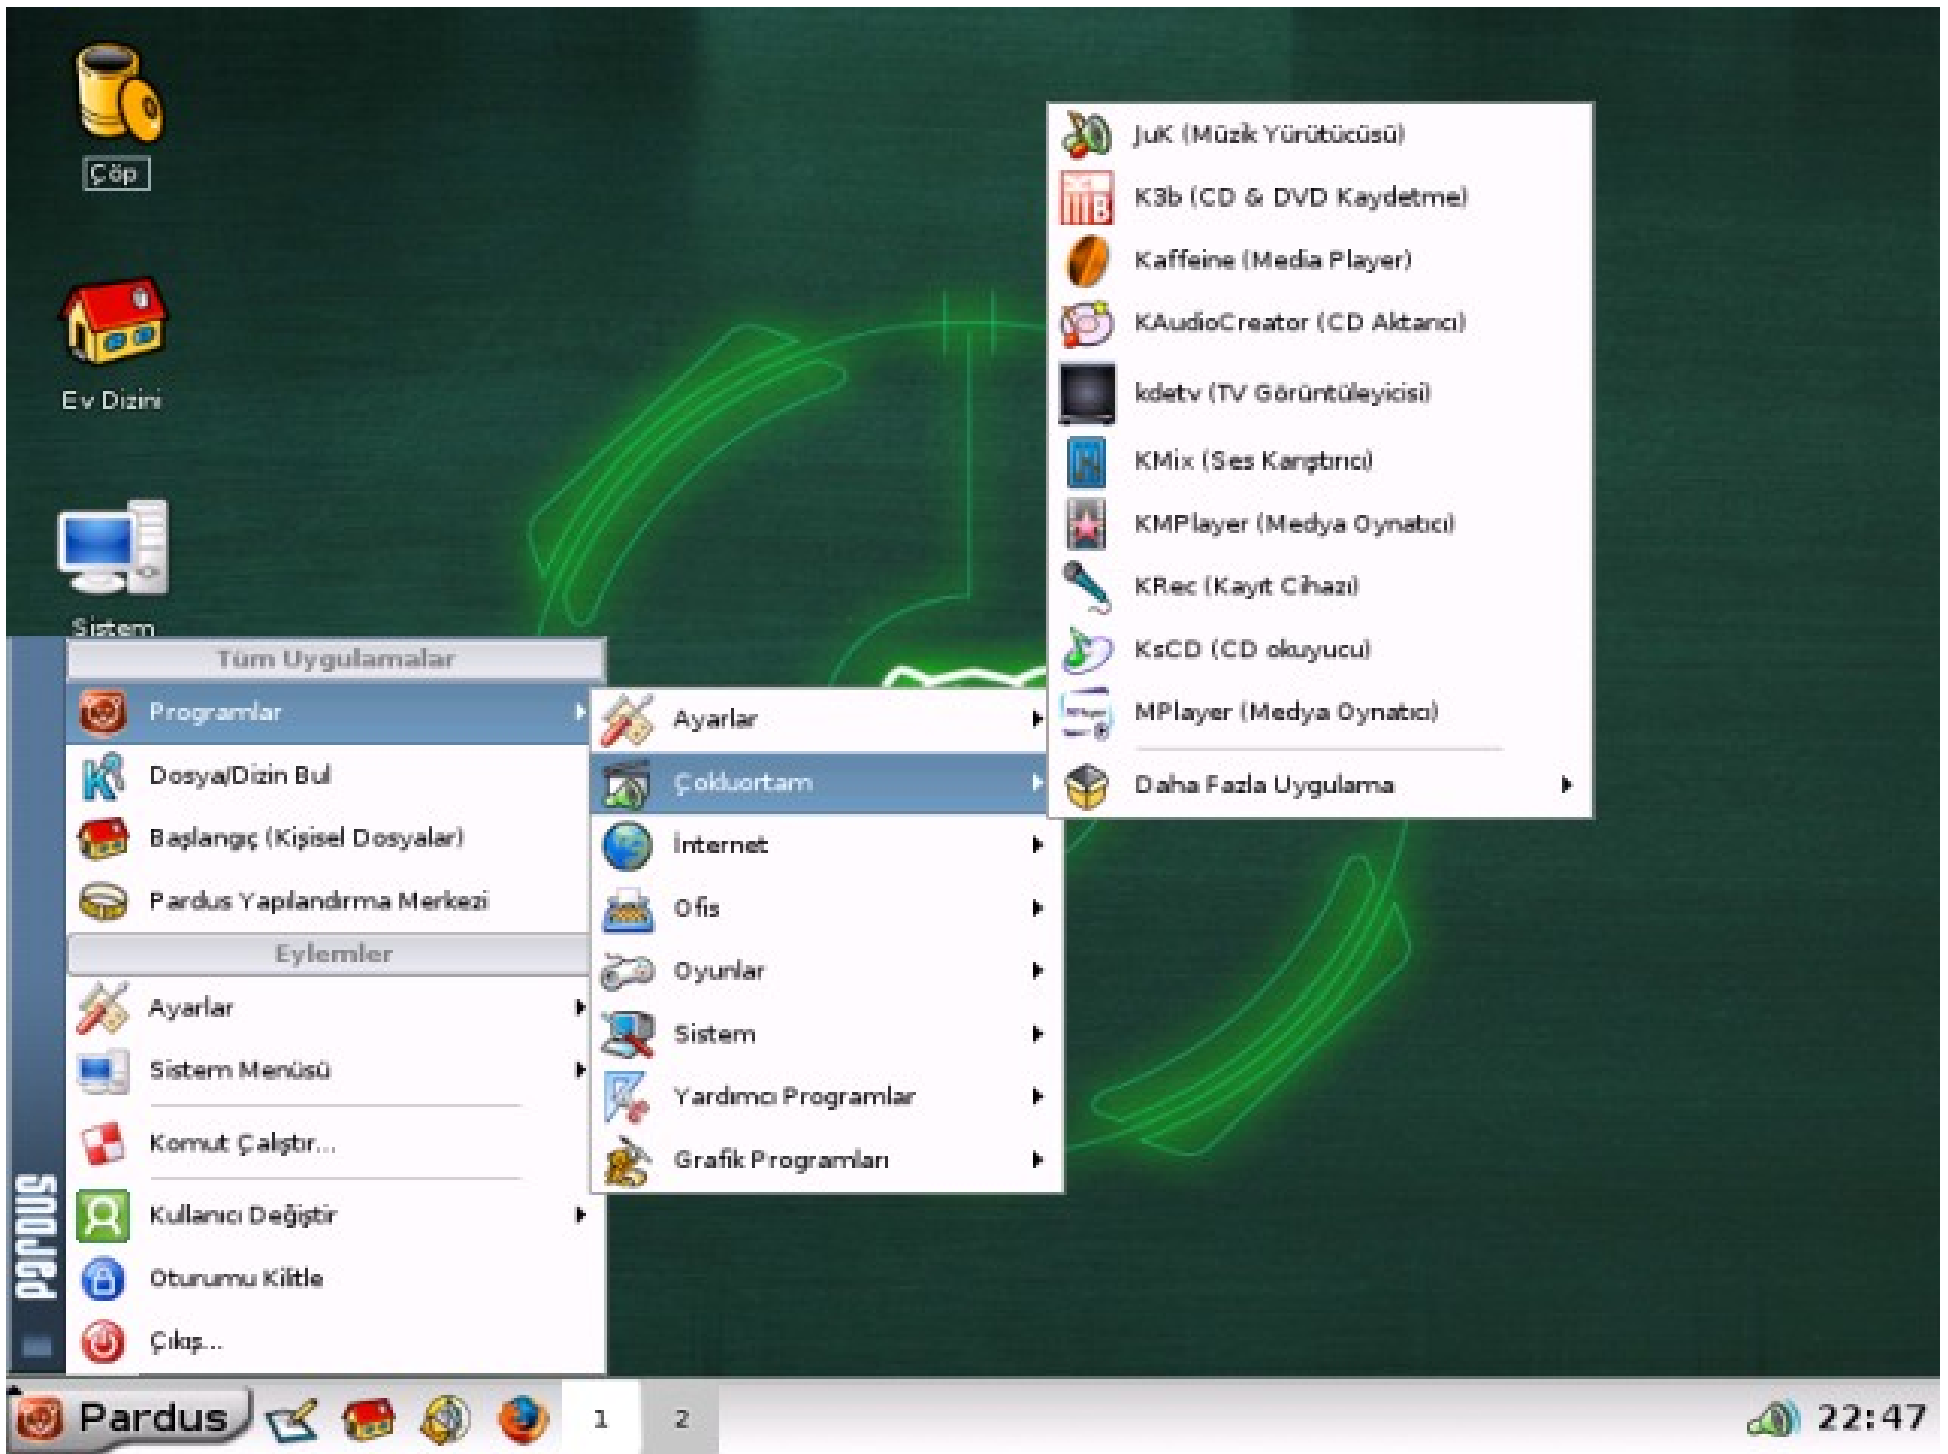 Çöp
Ev Dizini
Sistem
Tüm Uygulamalar
Programlar
Dosya/Dizin Bul
Başlangıç (Kişisel Dosyalar)
Pardus Yapılandırma Merkezi
Eylemler
Ayarlar
Sistem Menüsü
Komut Çalıştır...
Kullanıcı Değiştir
Oturumu Kilitle
Çıkış...
pardus
Ayarlar
Çokluortam
İnternet
Ofis
Oyunlar
Sistem
Yardımcı Programlar
Grafik Programları
JuK (Müzik Yürütücüsü)
K3b (CD & DVD Kaydetme)
Kaffeine (Media Player)
KAudioCreator (CD Aktarıcı)
kdetv (TV Görüntüleyicisi)
KMix (Ses Karıştırıcı)
KMPlayer (Medya Oynatıcı)
KRec (Kayıt Cihazı)
KsCD (CD okuyucu)
MPlayer (Medya Oynatıcı)
Daha Fazla Uygulama
Pardus 1 2 22:47